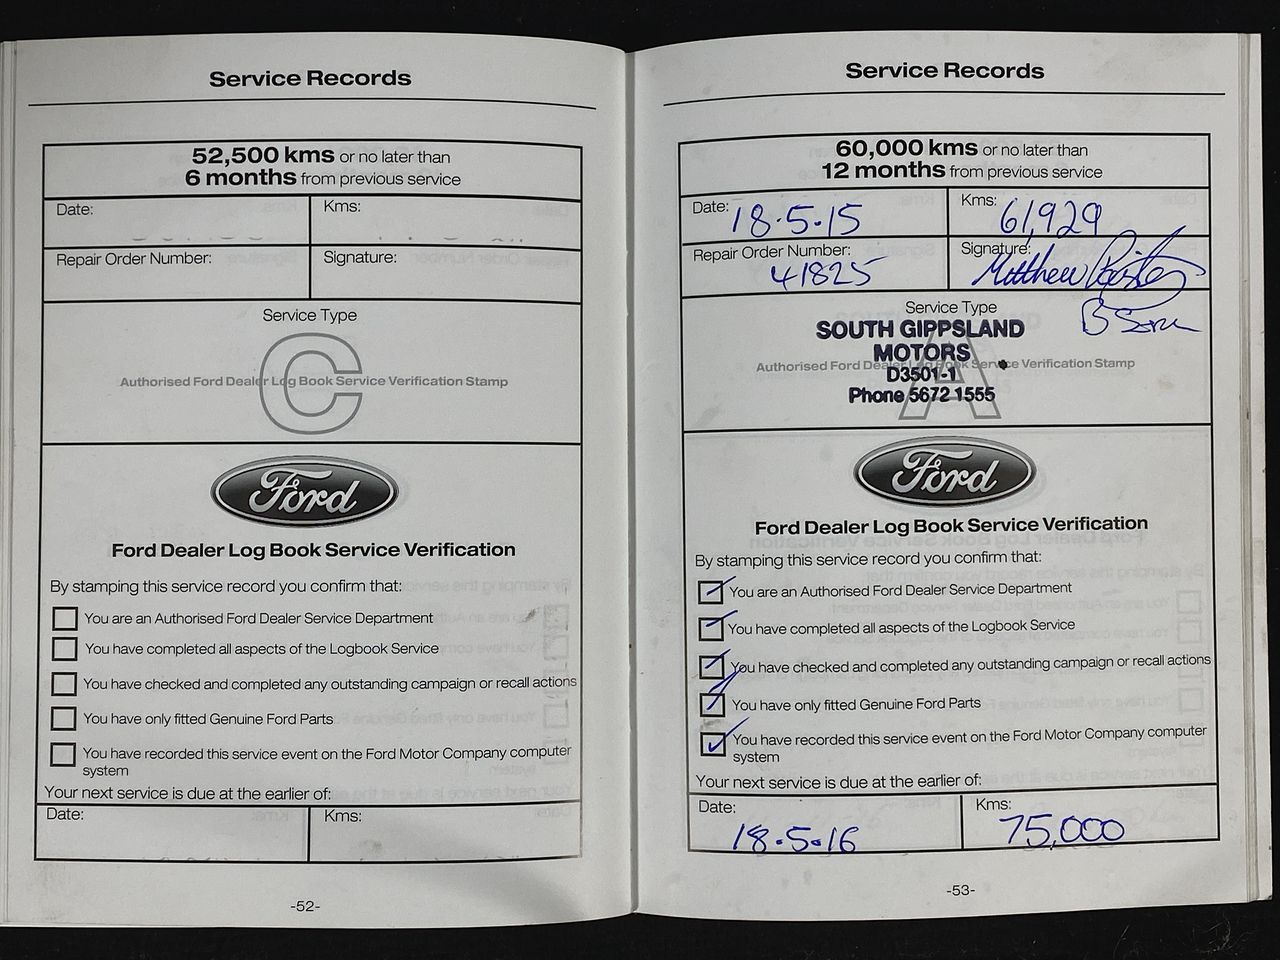 Service Records
52,500 kms or no later than
6 months from previous service
Date:
Kms:
Repair Order Number:
Signature:
Service Type
C
Authorised Ford Dealer Log Book Service Verification Stamp
Ford
Ford Dealer Log Book Service Verification
By stamping this service record you confirm that:
You are an Authorised Ford Dealer Service Department
You have completed all aspects of the Logbook Service
You have checked and completed any outstanding campaign or recall actions
You have only fitted Genuine Ford Parts
You have recorded this service event on the Ford Motor Company computer
system
Your next service is due at the earlier of:
Date:
Kms:
-52-
Service Records
60,000 kms or no later than
12 months from previous service
Date: 18.5.15
Kms: 61,929
Repair Order Number:
41825
Signature:
Matthew
Service Type
SOUTH GIPPSLAND
MOTORS
A
Authorised Ford Dealer Log Book Service Verification Stamp
D3501-1
Phone 5672 1555
Ford
Ford Dealer Log Book Service Verification
By stamping this service record you confirm that:
You are an Authorised Ford Dealer Service Department
You have completed all aspects of the Logbook Service
You have checked and completed any outstanding campaign or recall actions
You have only fitted Genuine Ford Parts
You have recorded this service event on the Ford Motor Company computer
system
Your next service is due at the earlier of:
Date:
18.5.16
Kms:
75,000
-53-